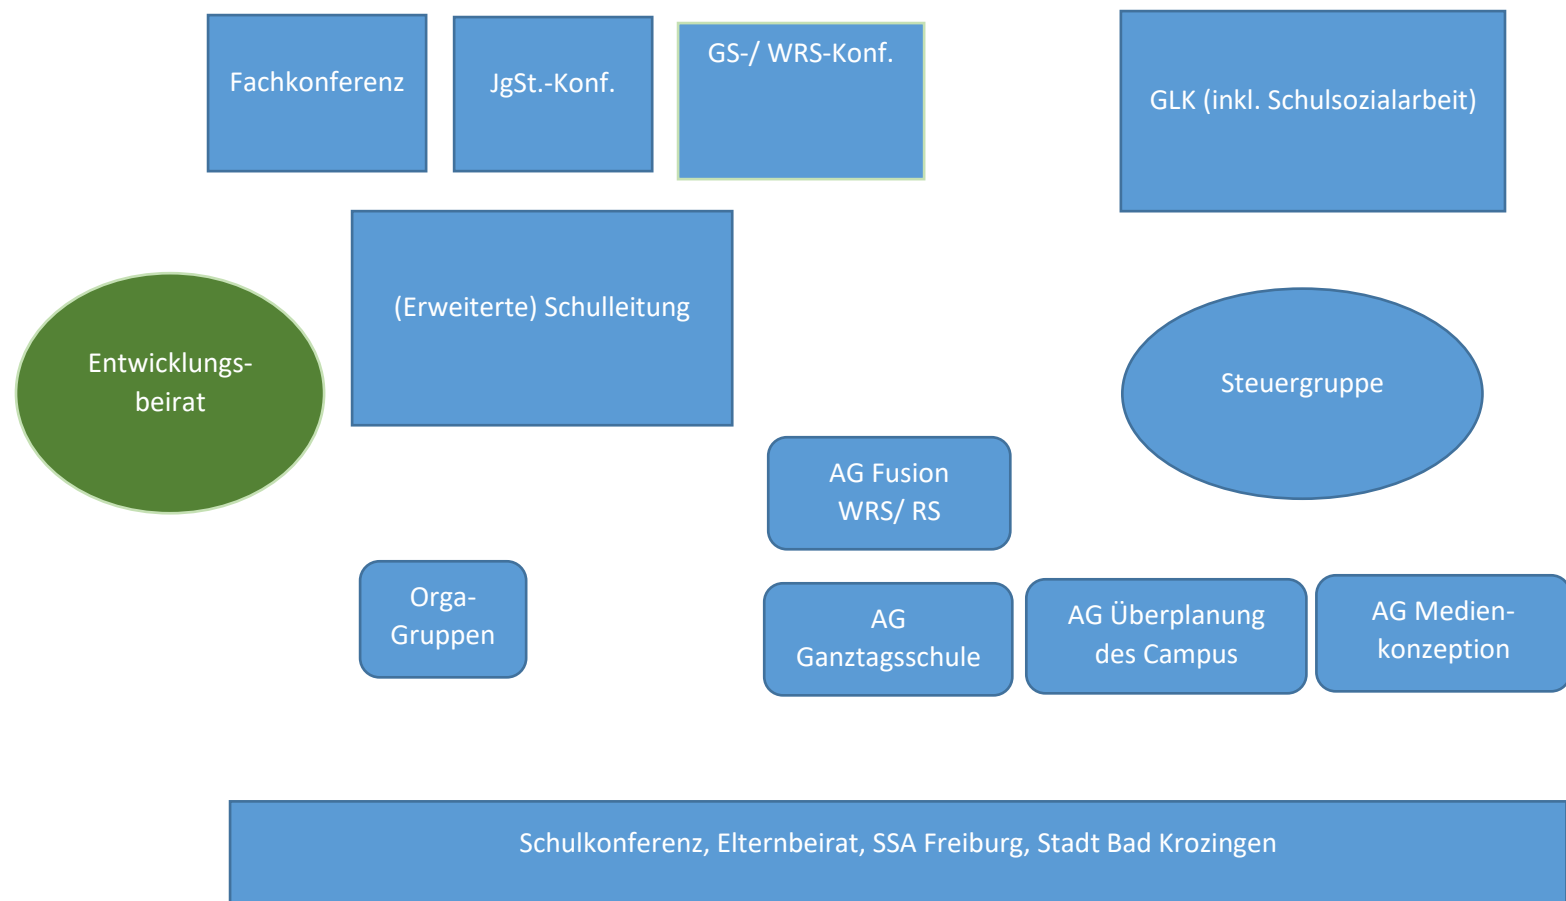 Fachkonferenz
JgSt.-Konf.
GS-/ WRS-Konf.
GLK (inkl. Schulsozialarbeit)
(Erweiterte) Schulleitung
Entwicklungs-
beirat
Steuergruppe
AG Fusion
WRS/ RS
Orga-
Gruppen
AG
Ganztagsschule
AG Überplanung
des Campus
AG Medien-
konzeption
Schulkonferenz, Elternbeirat, SSA Freiburg, Stadt Bad Krozingen